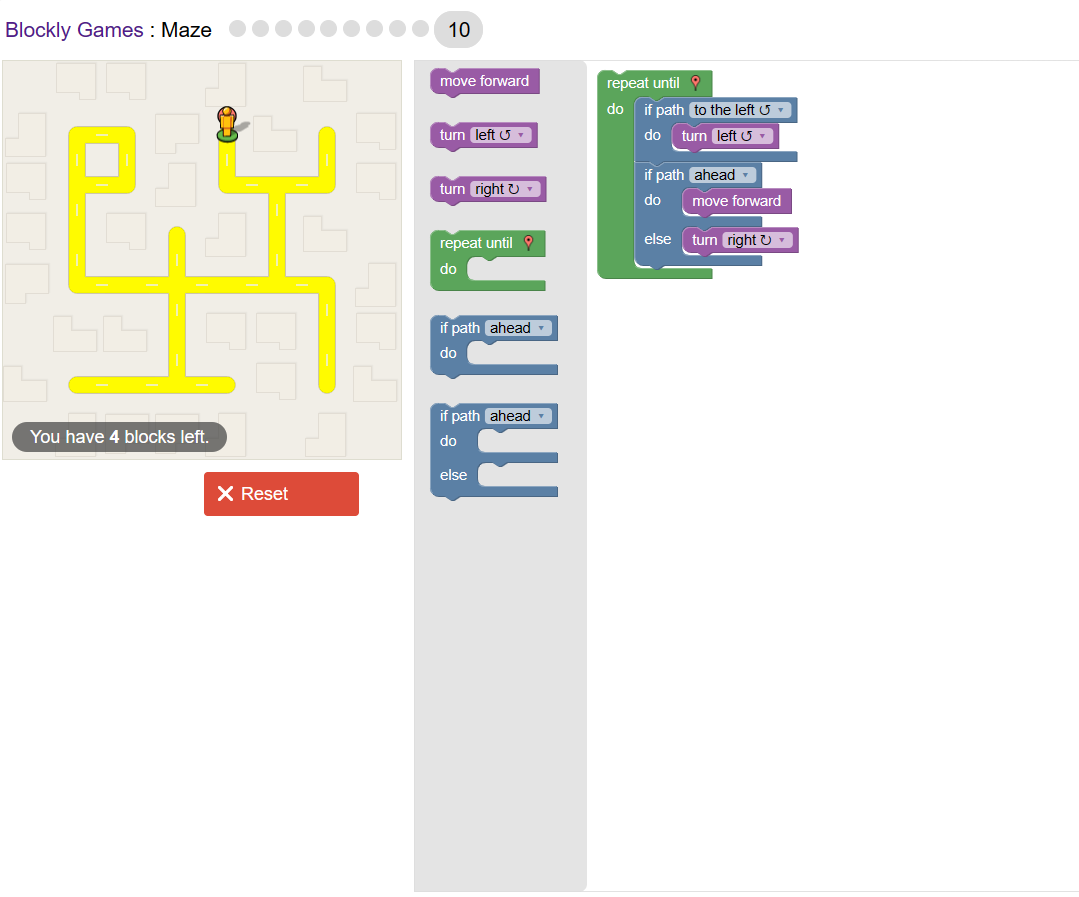 Blockly Games : Maze 10
move forward
turn left ↺ ▾
turn right ↻ ▾
repeat until
do
if path ahead ▾
do
if path ahead ▾
do
else
repeat until
do
if path to the left ↺ ▾
do turn left ↺ ▾
if path ahead ▾
do move forward
else turn right ↻ ▾
You have 4 blocks left.
Reset